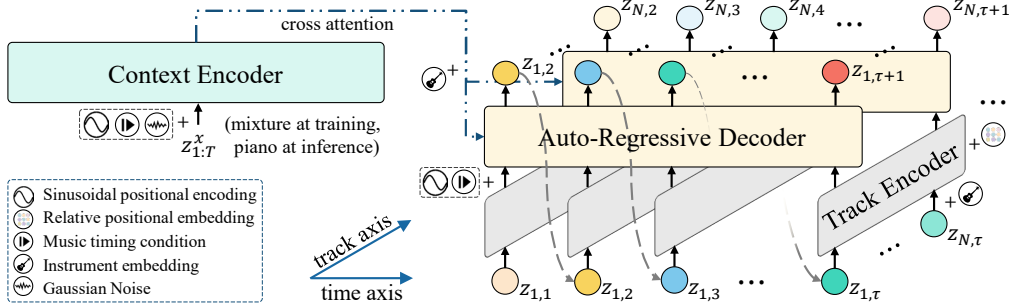 z_{N,2} z_{N,3} z_{N,4} ... z_{N,τ+1}
cross attention
Context Encoder
z_{1,2} ... z_{1,τ+1}
+
...
Auto-Regressive Decoder
+ (mixture at training,
z^{x}_{1:T} piano at inference)
+
Track Encoder
+
+
Sinusoidal positional encoding
Relative positional embedding
Music timing condition
Instrument embedding
Gaussian Noise
track axis
time axis
z_{N,τ}
...
z_{1,1} z_{1,2} z_{1,3} ... z_{1,τ}